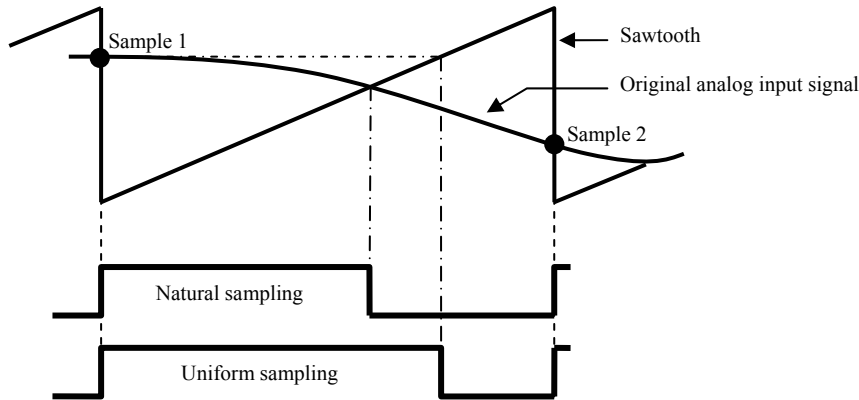 Sample 1
Sawtooth
Original analog input signal
Sample 2
Natural sampling
Uniform sampling